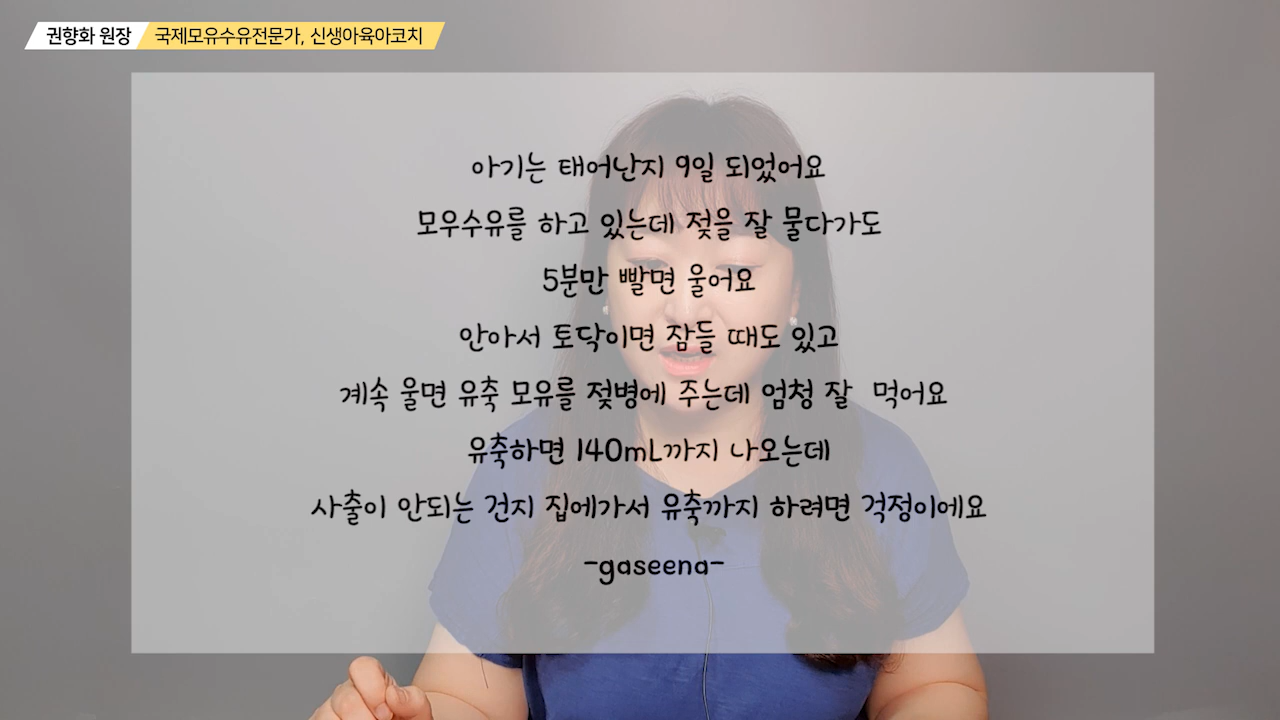 권향화 원장 국제모유수유전문가, 신생아육아코치
아기는 태어난지 9일 되었어요
모우수유를 하고 있는데 젖을 잘 물다가도
5분만 빨면 울어요
안아서 토닥이면 잠들 때도 있고
계속 울면 유축 모유를 젖병에 주는데 엄청 잘 먹어요
유축하면 140mL까지 나오는데
사출이 안되는 건지 집에가서 유축까지 하려면 걱정이에요
-gaseena-